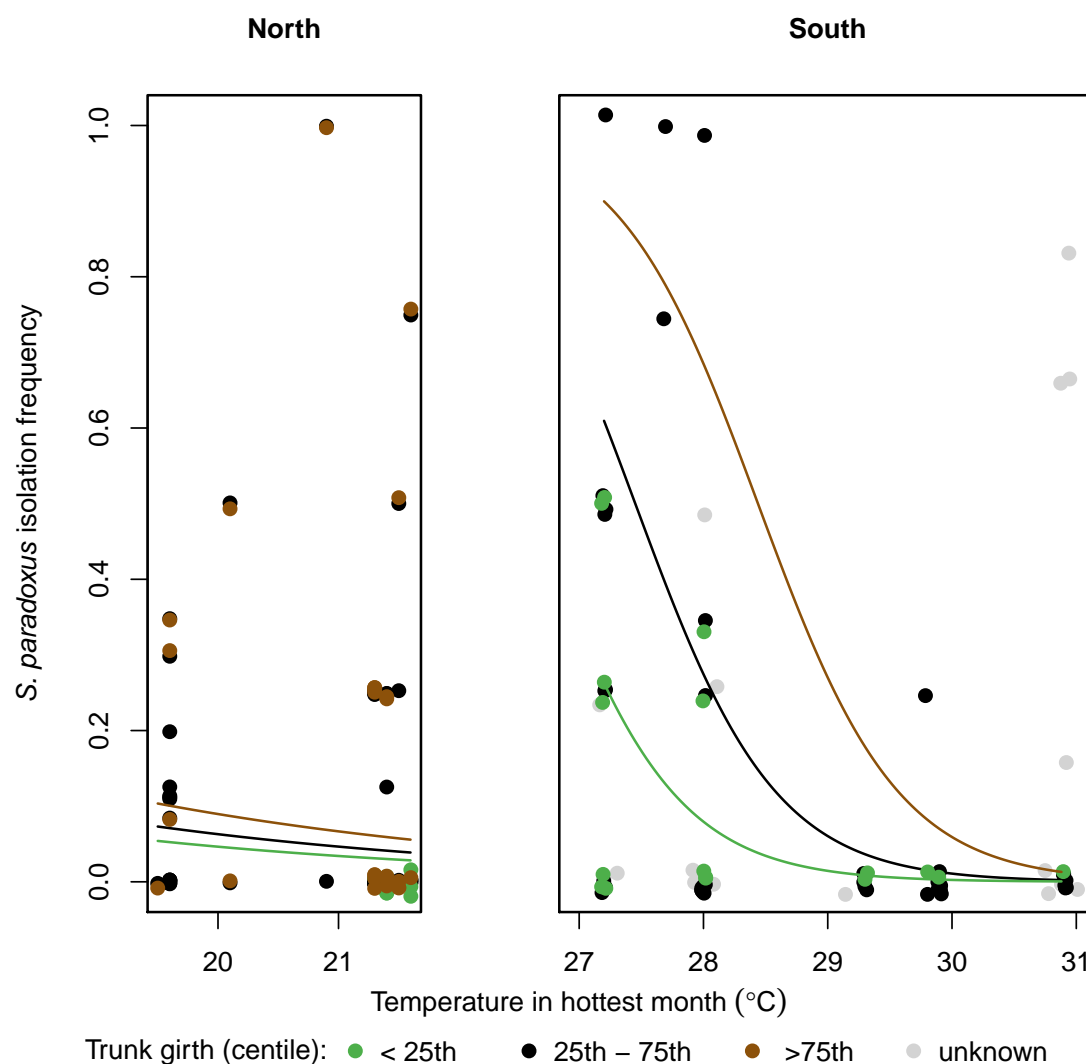 North
South
1.0
0.8
0.6
0.4
0.2
0.0
S. paradoxus isolation frequency
20 21 27 28 29 30 31
Temperature in hottest month (°C)
Trunk girth (centile): < 25th 25th − 75th >75th unknown